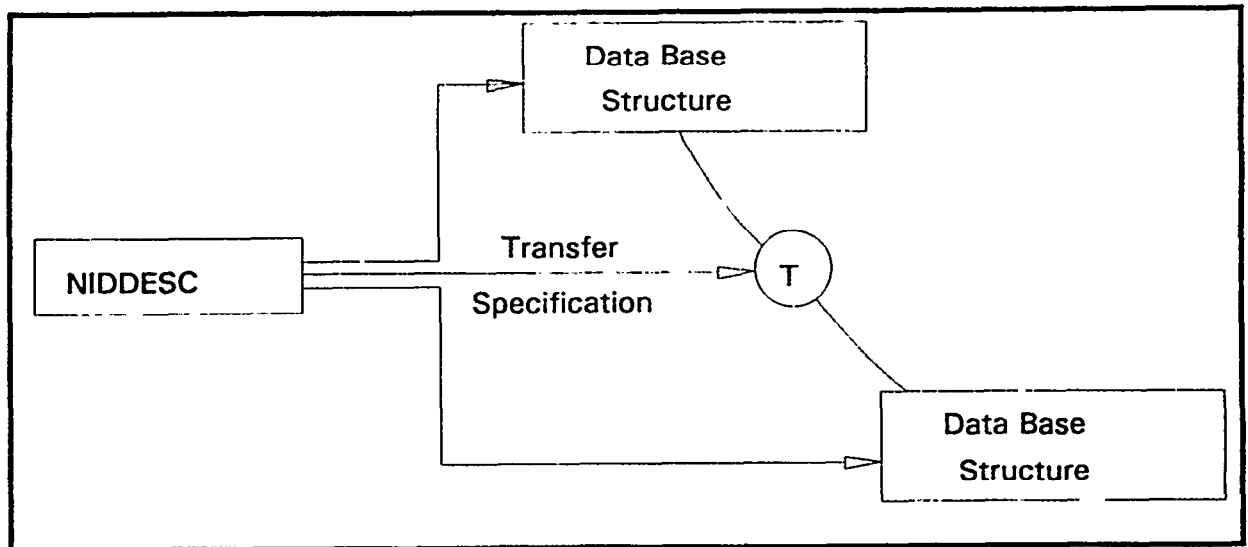 Data Base
Structure
NIDDESC
Transfer
Specification
T
Data Base
Structure